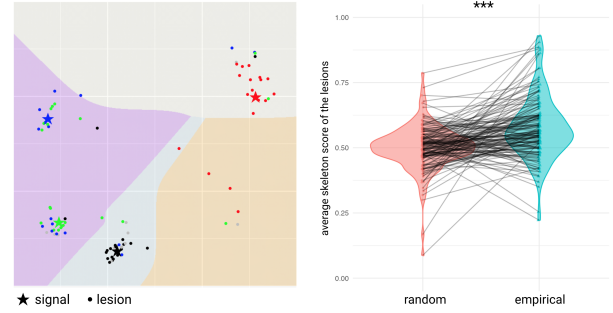 ★ signal • lesion
***
average skeleton score of the lesions
1.00
0.75
0.50
0.25
0.00
random empirical